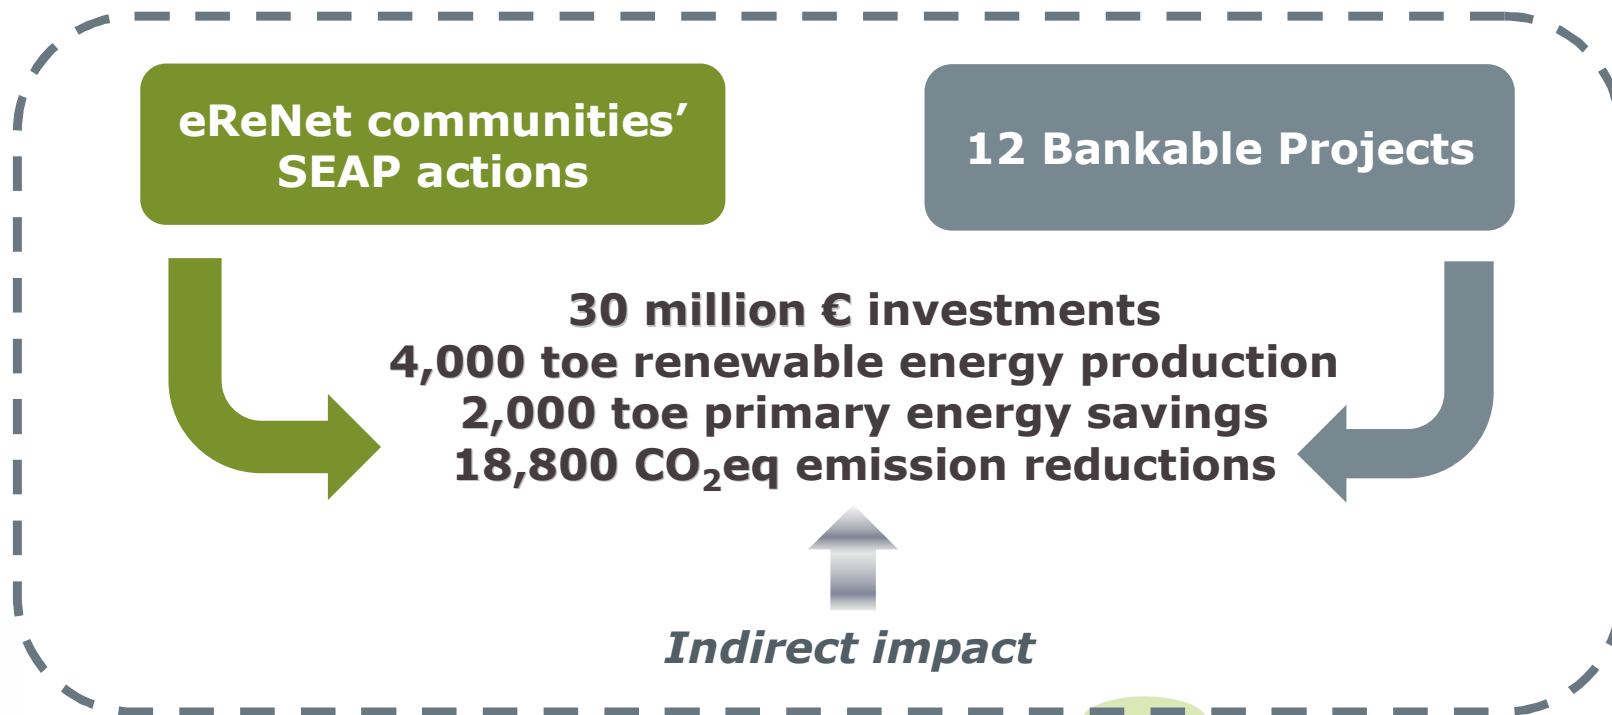 eReNet communities’
SEAP actions
12 Bankable Projects
30 million € investments
4,000 toe renewable energy production
2,000 toe primary energy savings
18,800 CO₂eq emission reductions
Indirect impact